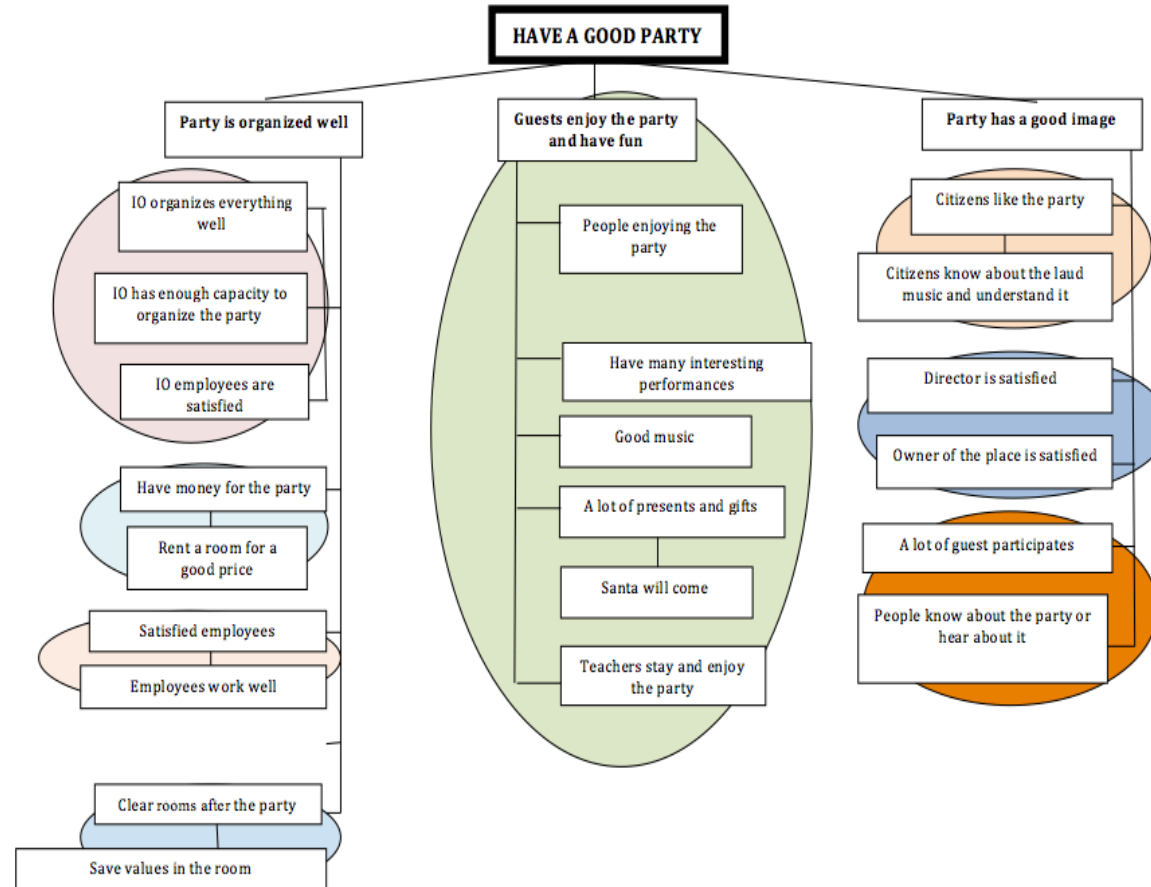 HAVE A GOOD PARTY
Party is organized well
IO organizes everything
well
IO has enough capacity to
organize the party
IO employees are
satisfied
Have money for the party
Rent a room for a
good price
Satisfied employees
Employees work well
Clear rooms after the party
Save values in the room
Guests enjoy the party
and have fun
People enjoying the
party
Have many interesting
performances
Good music
A lot of presents and gifts
Santa will come
Teachers stay and enjoy
the party
Party has a good image
Citizens like the party
Citizens know about the laud
music and understand it
Director is satisfied
Owner of the place is satisfied
A lot of guest participates
People know about the party or
hear about it